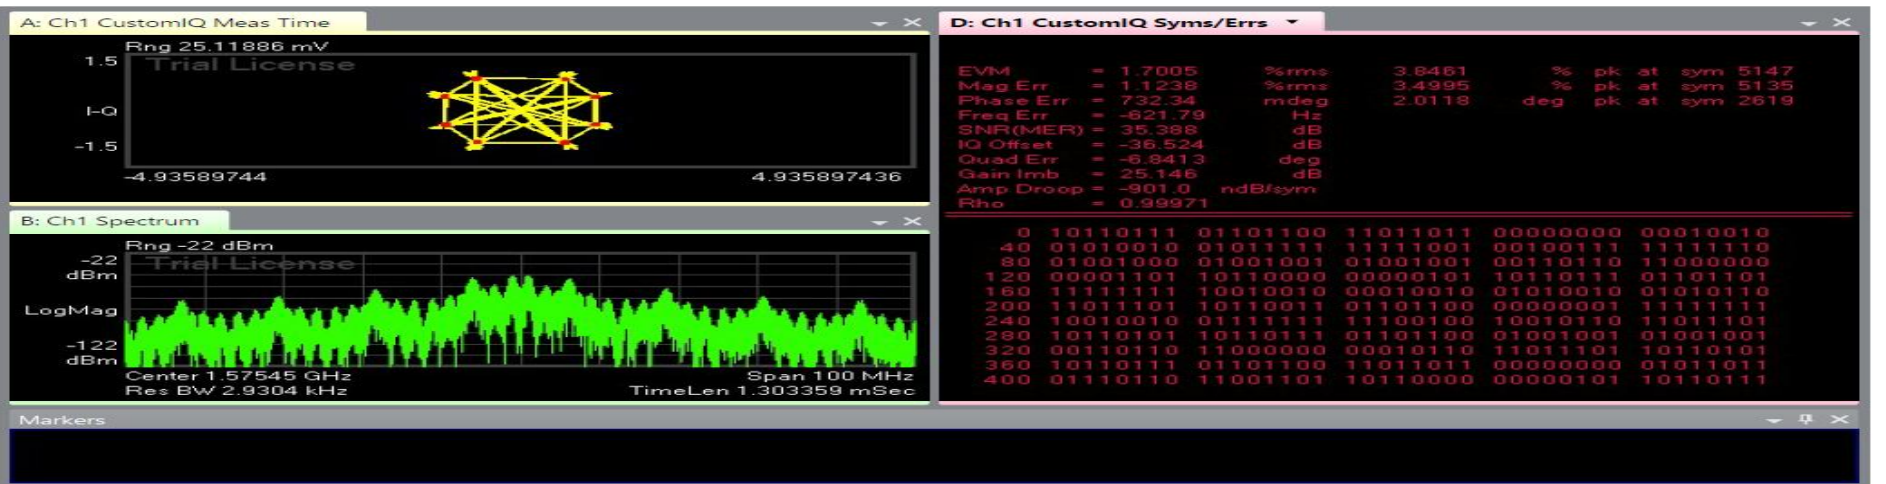 A: Ch1 CustomIQ Meas Time
Rng 25.11886 mV
Trial License
1.5
I-Q
-1.5
-4.93589744 4.935897436
B: Ch1 Spectrum
Rng -22 dBm
Trial License
-22
dBm
LogMag
-122
dBm
Center 1.57545 GHz Span 100 MHz
Res BW 2.9304 kHz TimeLen 1.303359 mSec
D: Ch1 CustomIQ Syms/Errs
EVM = 1.7005 %rms 3.8461 % pk at sym 5147
Mag Err = 1.1238 %rms 3.4995 % pk at sym 5135
Phase Err = 732.34 mdeg 2.0118 deg pk at sym 2619
Freq Err = -621.79 Hz
SNR(MER) = 35.388 dB
IQ Offset = -36.524 dB
Quad Err = -6.8413 deg
Gain Imb = 25.146 dB
Amp Droop = -901.0 ndB/sym
Rho = 0.99971
0 10110111 01101100 11011011 00000000 00010010
40 01010010 01011111 11111001 00100111 11111110
80 01001000 01001001 01001001 00110110 11000000
120 00001101 10110000 00000101 10110111 01101101
160 11111111 10010010 00010010 01010010 01010110
200 11011101 10110011 01101100 00000001 11111111
240 10010010 01111111 11100100 10010110 11011101
280 10110101 10110111 01101100 01001001 01001001
320 00110110 11000000 00010110 11011101 10110101
360 10110111 01101100 11011011 00000000 01011011
400 01110110 11001101 10110000 00000101 10110111
Markers